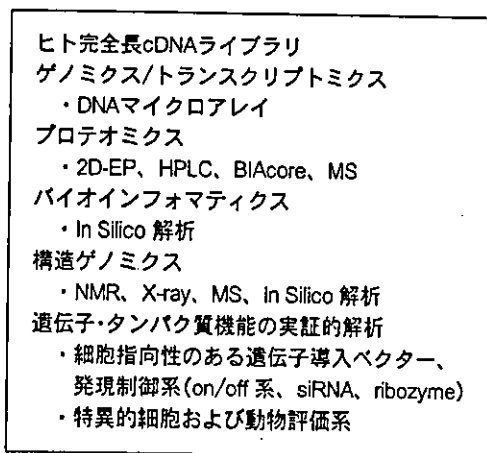 ヒト完全長cDNAライブラリ
ゲノミクス/トランスクリプトミクス
・DNAマイクロアレイ
プロテオミクス
・2D-EP、HPLC、BIAcore、MS
バイオインフォマティクス
・In Silico 解析
構造ゲノミクス
・NMR、X-ray、MS、In Silico 解析
遺伝子・タンパク質機能の実証的解析
・細胞指向性のある遺伝子導入ベクター、
発現制御系(on/off 系、siRNA、ribozyme)
・特異的細胞および動物評価系